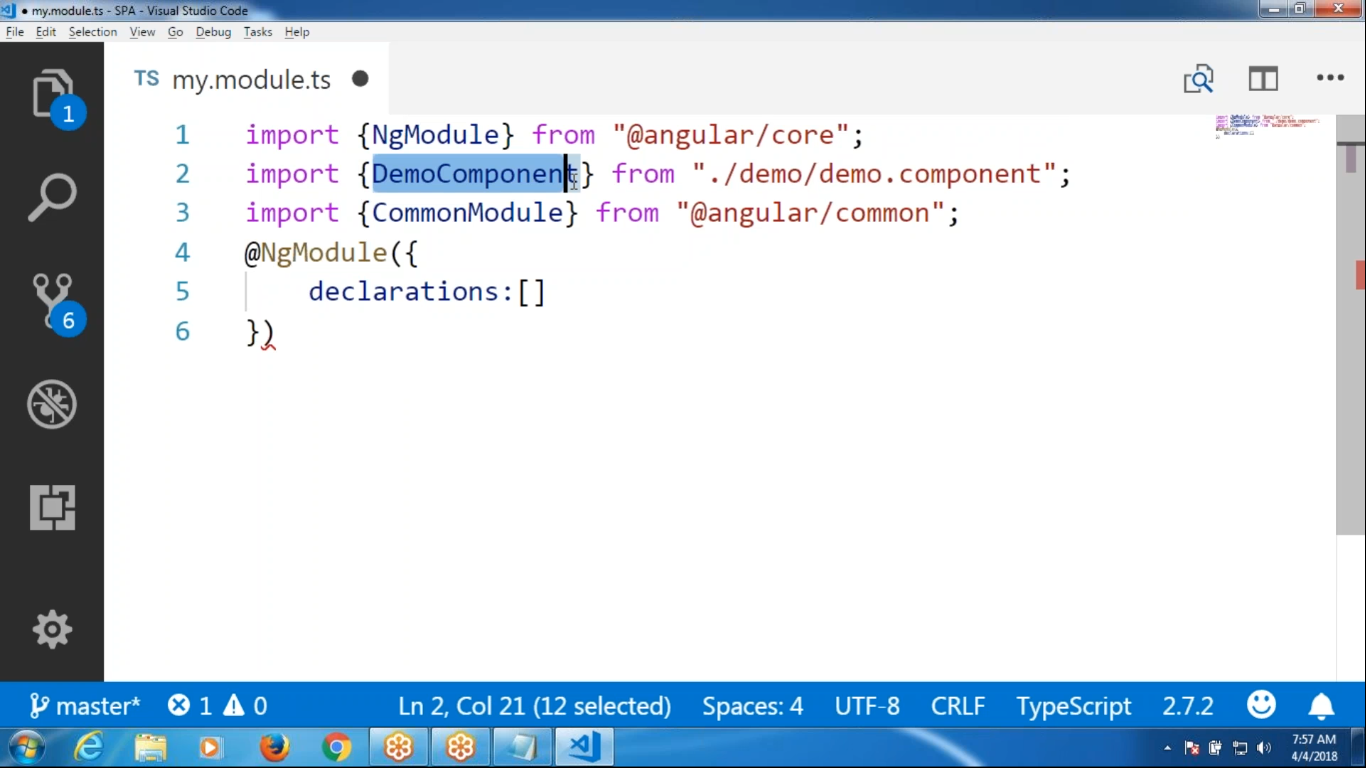 ● my.module.ts - SPA - Visual Studio Code
File Edit Selection View Go Debug Tasks Help
TS my.module.ts ●
1
1 import {NgModule} from "@angular/core";
2 import {DemoComponent} from "./demo/demo.component";
3 import {CommonModule} from "@angular/common";
4 @NgModule({
5 declarations:[]
6 })
6
master* 1 0 Ln 2, Col 21 (12 selected) Spaces: 4 UTF-8 CRLF TypeScript 2.7.2
7:57 AM
4/4/2018